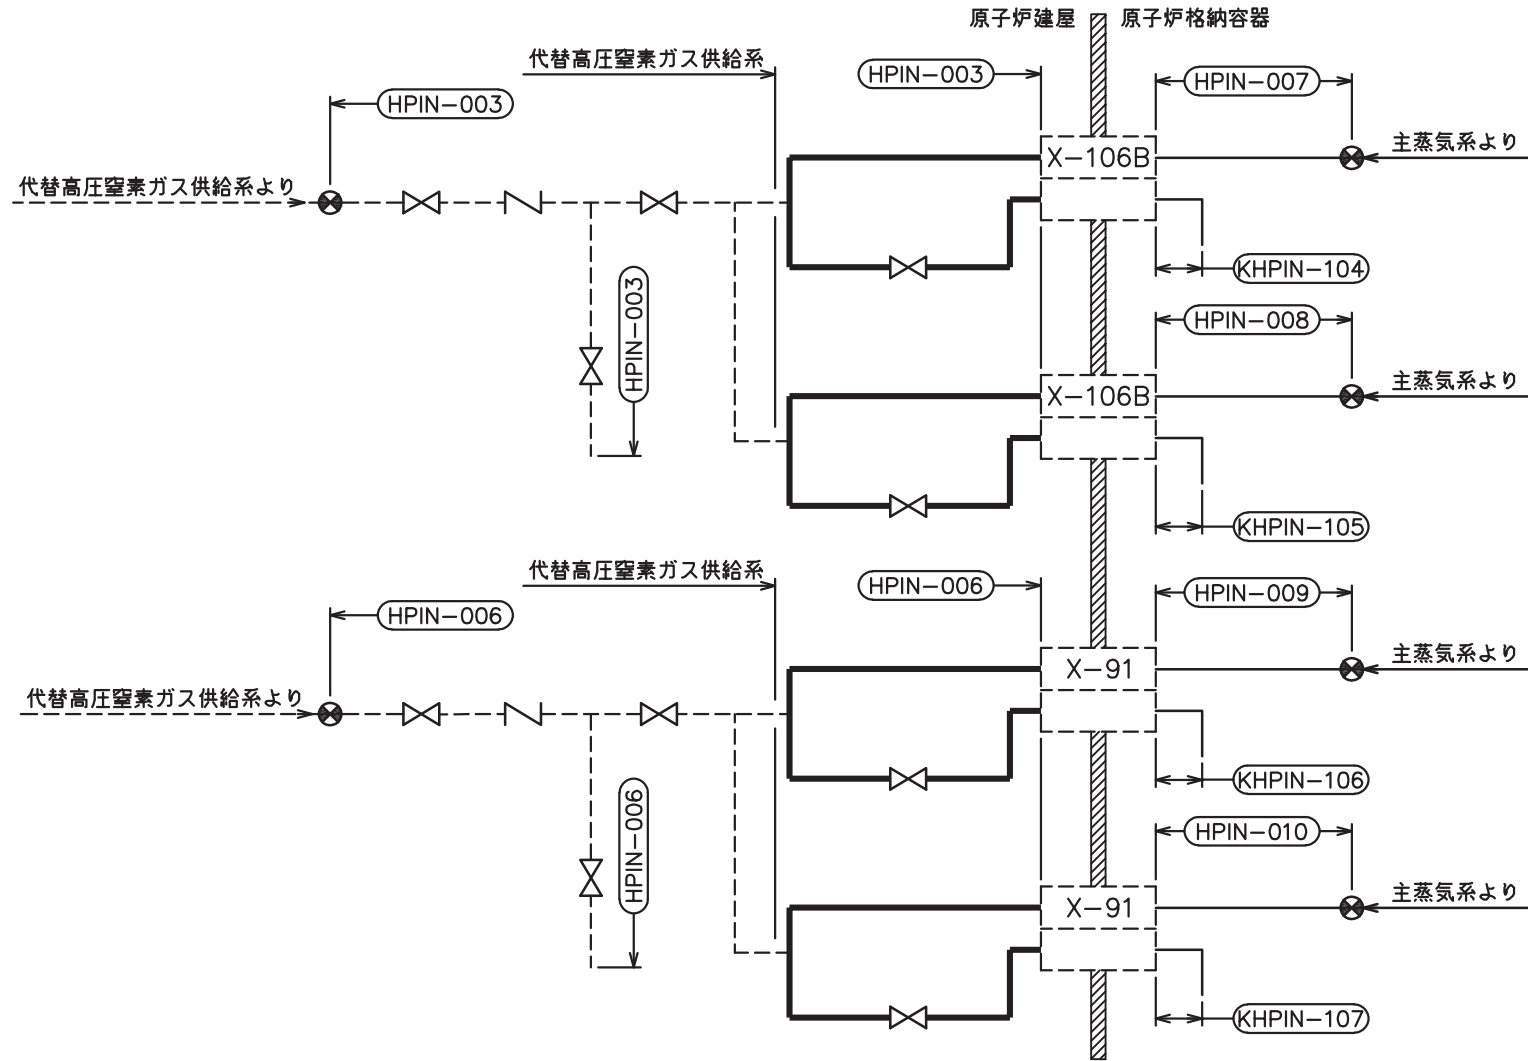 原子炉建屋
原子炉格納容器
代替高圧窒素ガス供給系
HPIN-003
HPIN-007
HPIN-003
主蒸気系より
X-106B
代替高圧窒素ガス供給系より
HPIN-003
KHPIN-104
HPIN-008
主蒸気系より
X-106B
KHPIN-105
代替高圧窒素ガス供給系
HPIN-006
HPIN-009
HPIN-006
主蒸気系より
X-91
代替高圧窒素ガス供給系より
HPIN-006
KHPIN-106
HPIN-010
主蒸気系より
X-91
KHPIN-107